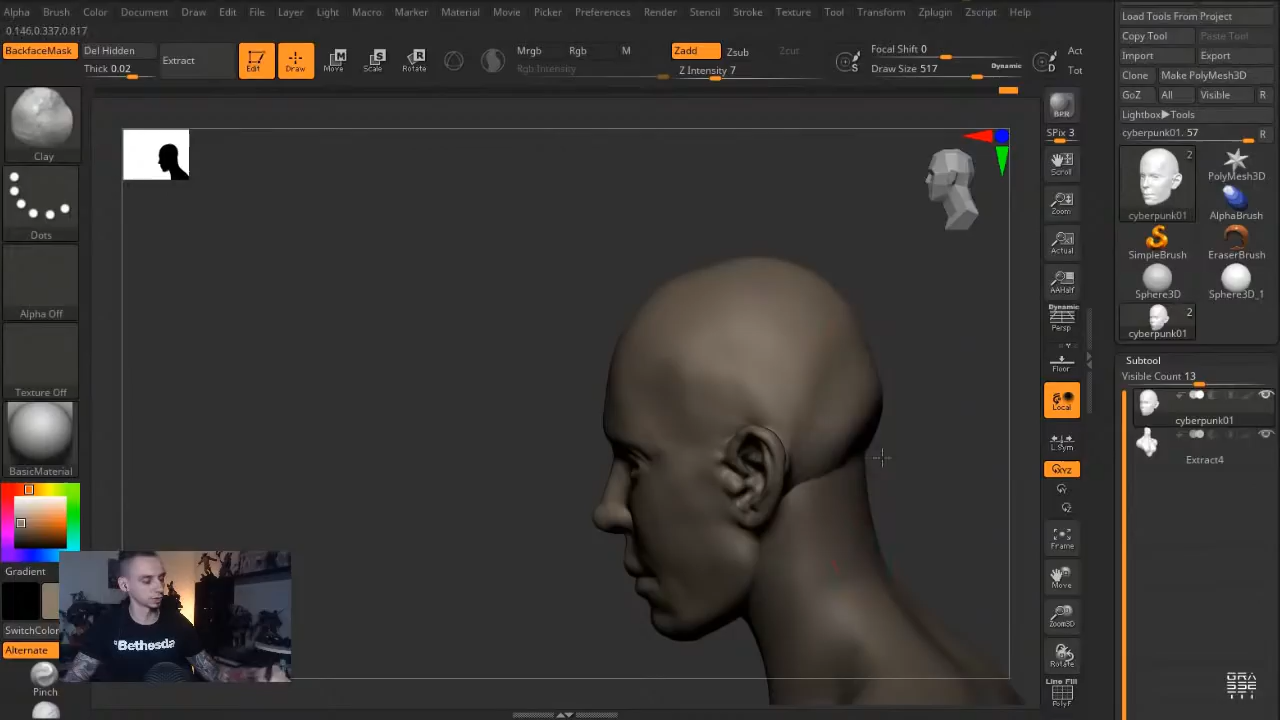 Alpha Brush Color Document Draw Edit File Layer Light Macro Marker Material Movie Picker Preferences Render Stencil Stroke Texture Tool Transform Zplugin Zscript Help
0.146,0.337,0.817
BackfaceMask Del Hidden
Thick 0.02
Extract
Edit Draw Move Scale Rotate
Mrgb Rgb M
Rgb Intensity
Zadd Zsub Zcut
Z Intensity 7
S
Focal Shift 0
Draw Size 517
Dynamic
D
Act
Tot
Clay
Dots
Alpha Off
Texture Off
BasicMaterial
Gradient
SwitchColor
Alternate
Pinch
Bethesda
BPR
SPix 3
Scroll
Zoom
Actual
AAHalf
Dynamic
Persp
Floor
Local
L.Sym
XYZ
Y
Z
Frame
Move
Zoom3D
Rotate
Line Fill
PolyF
Load Tools From Project
Copy Tool Paste Tool
Import Export
Clone Make PolyMesh3D
GoZ All Visible R
Lightbox▶Tools
cyberpunk01. 57 R
2
cyberpunk01
PolyMesh3D
AlphaBrush
SimpleBrush EraserBrush
Sphere3D Sphere3D_1
2
cyberpunk01
Subtool
Visible Count 13
cyberpunk01
Extract4